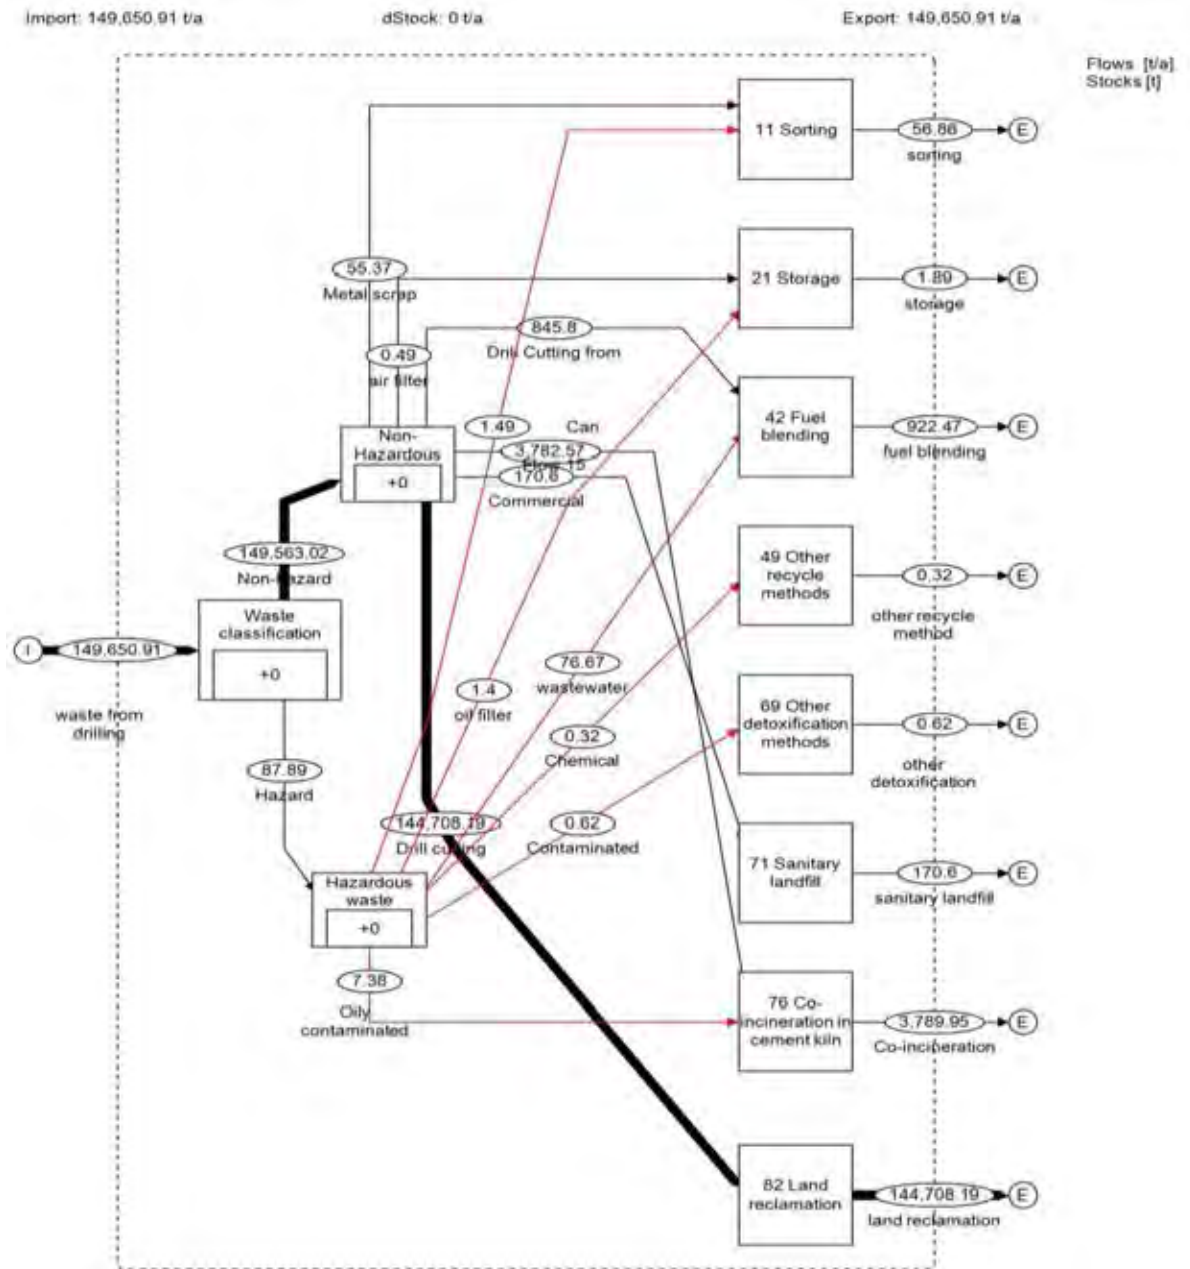 Import: 149,650.91 t/a
dStock: 0 t/a
Export: 149,650.91 t/a
Flows [t/a]
Stocks [t]
11 Sorting
56.86
E
sorting
55.37
Metal scrap
21 Storage
1.89
E
storage
0.49
air filter
845.8
Drill Cutting from
42 Fuel
blending
922.47
E
fuel blending
1.49
Can
3,782.57
Flow 15
170.6
Commercial
Non-
Hazardous
+0
149,563.02
Non-Hazard
49 Other
recycle
methods
0.32
E
other recycle
method
Waste
classification
+0
I
149,650.91
waste from
drilling
76.67
wastewater
1.4
oil filter
0.32
Chemical
69 Other
detoxification
methods
0.62
E
other
detoxification
87.89
Hazard
144,708.19
Drill cutting
0.62
Contaminated
71 Sanitary
landfill
170.6
E
sanitary landfill
Hazardous
waste
+0
7.38
Oily
contaminated
76 Co-
incineration in
cement kiln
3,789.95
E
Co-incineration
82 Land
reclamation
144,708.19
E
land reclamation